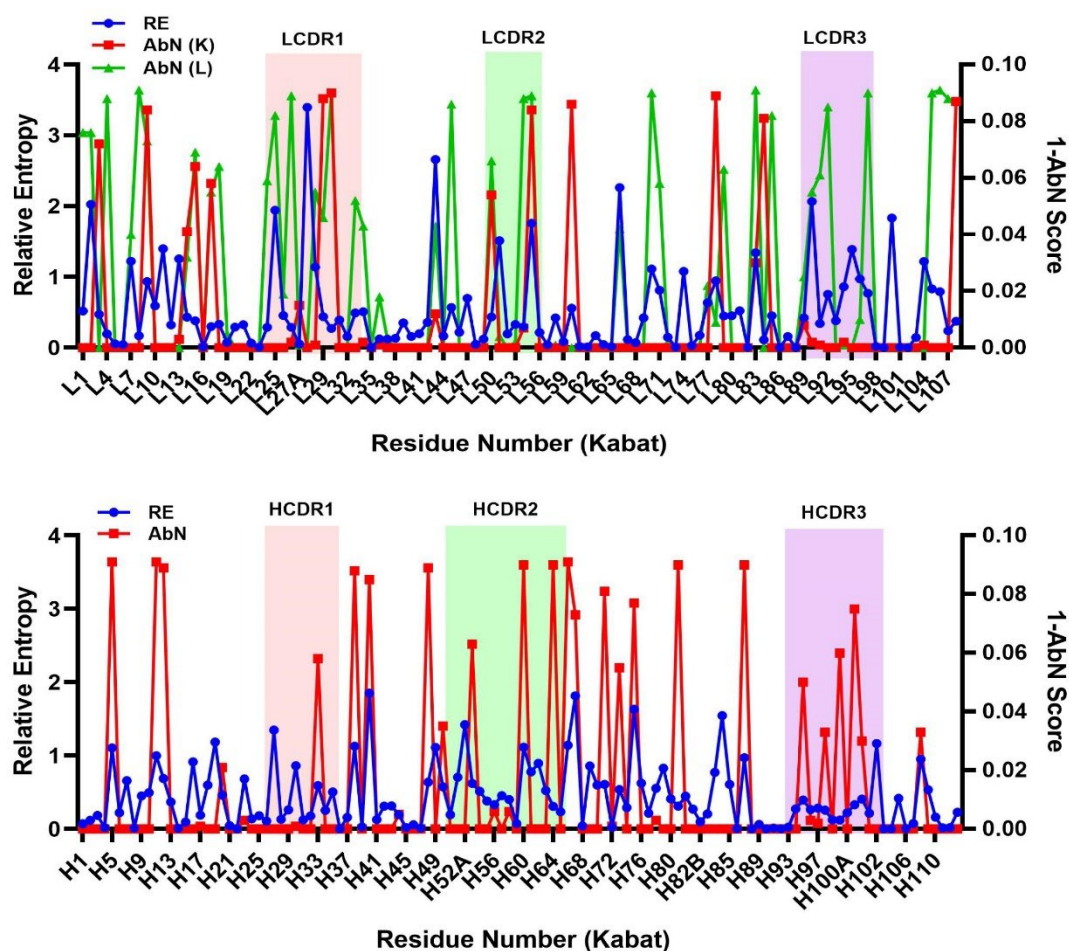 RE
AbN (K)
AbN (L)
LCDR1
LCDR2
LCDR3
Relative Entropy
4
3
2
1
0
1-AbN Score
0.10
0.08
0.06
0.04
0.02
0.00
L1
L4
L7
L10
L13
L16
L19
L22
L25
L27A
L29
L32
L35
L38
L41
L44
L47
L50
L53
L56
L59
L62
L65
L68
L71
L74
L77
L80
L83
L86
L89
L92
L95
L98
L101
L104
L107
Residue Number (Kabat)
RE
AbN
HCDR1
HCDR2
HCDR3
Relative Entropy
4
3
2
1
0
1-AbN Score
0.10
0.08
0.06
0.04
0.02
0.00
H1
H5
H9
H13
H17
H21
H25
H29
H33
H37
H41
H45
H49
H52A
H56
H60
H64
H68
H72
H76
H80
H82B
H85
H89
H93
H97
H100A
H102
H106
H110
Residue Number (Kabat)